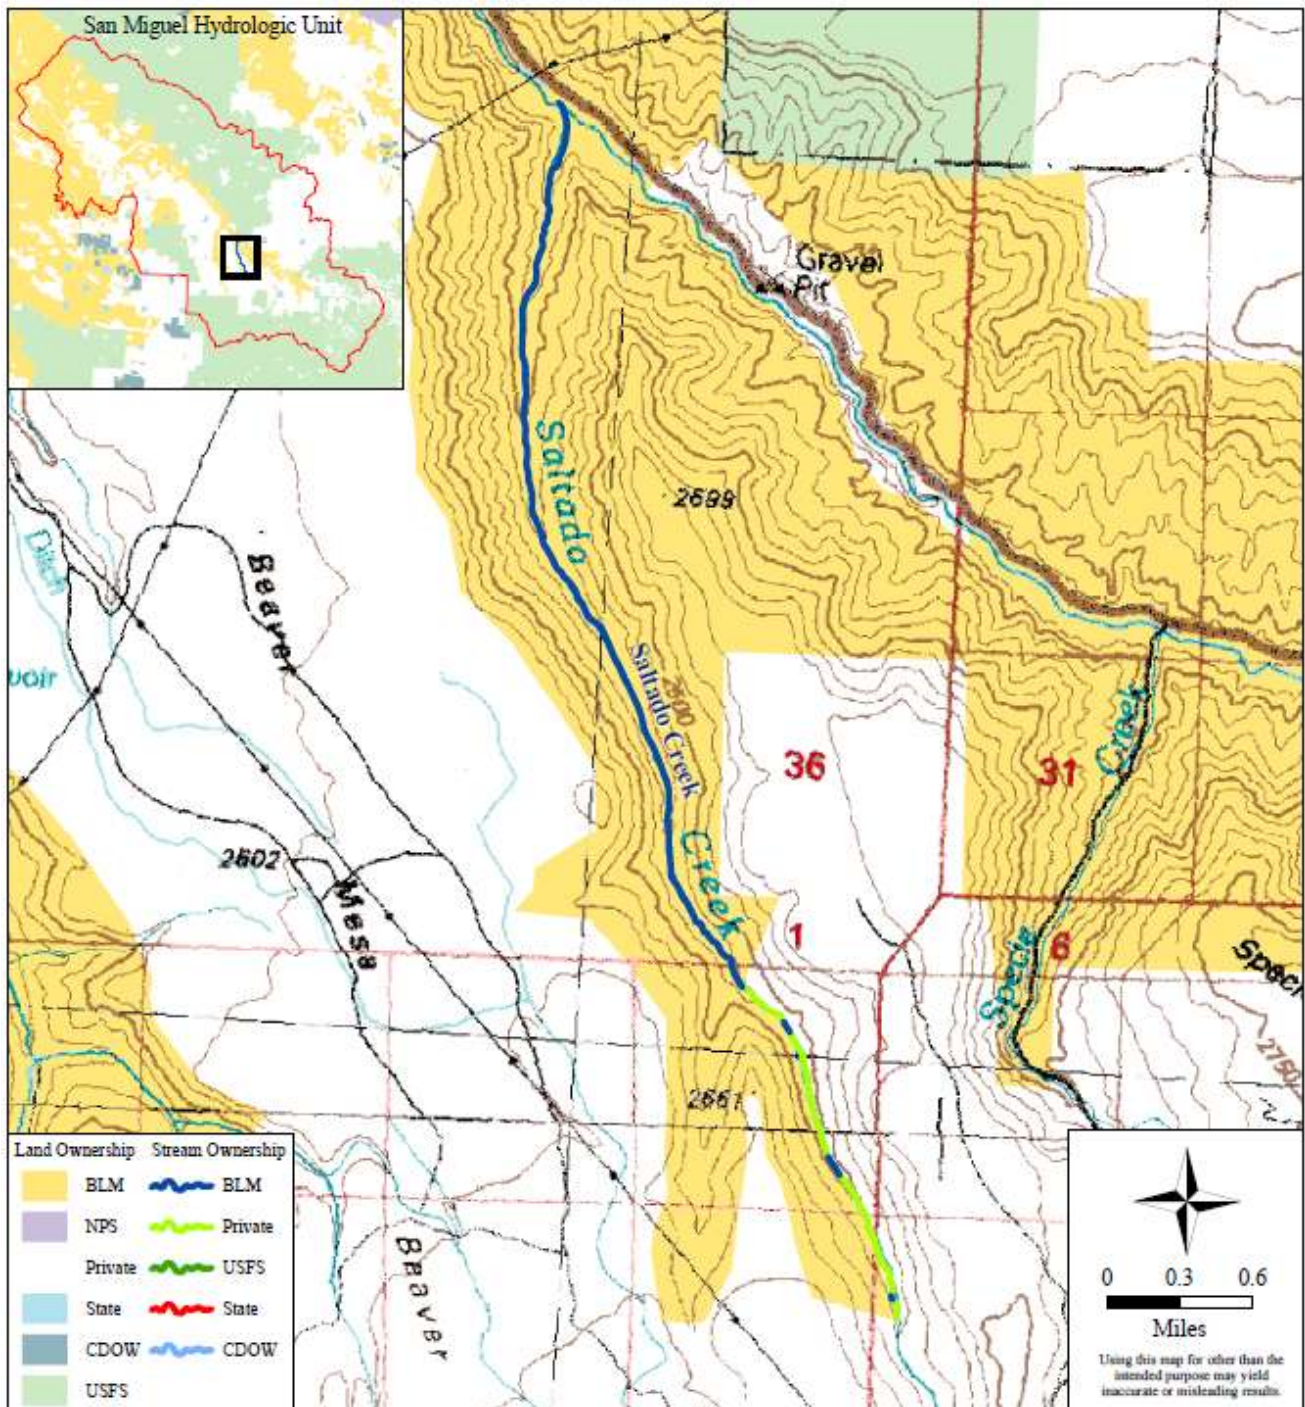 San Miguel Hydrologic Unit
Gravel
Pit
Saltado
2699
Ditch
Beaver
Saltado Creek
2600
Creek
36
31
Creek
2602
Mesa
1
6
Specie
2750
2661
Beaver
Land Ownership Stream Ownership
BLM BLM
NPS Private
Private USFS
State State
CDOW CDOW
USFS
0 0.3 0.6
Miles
Using this map for other than the
intended purpose may yield
inaccurate or misleading results.